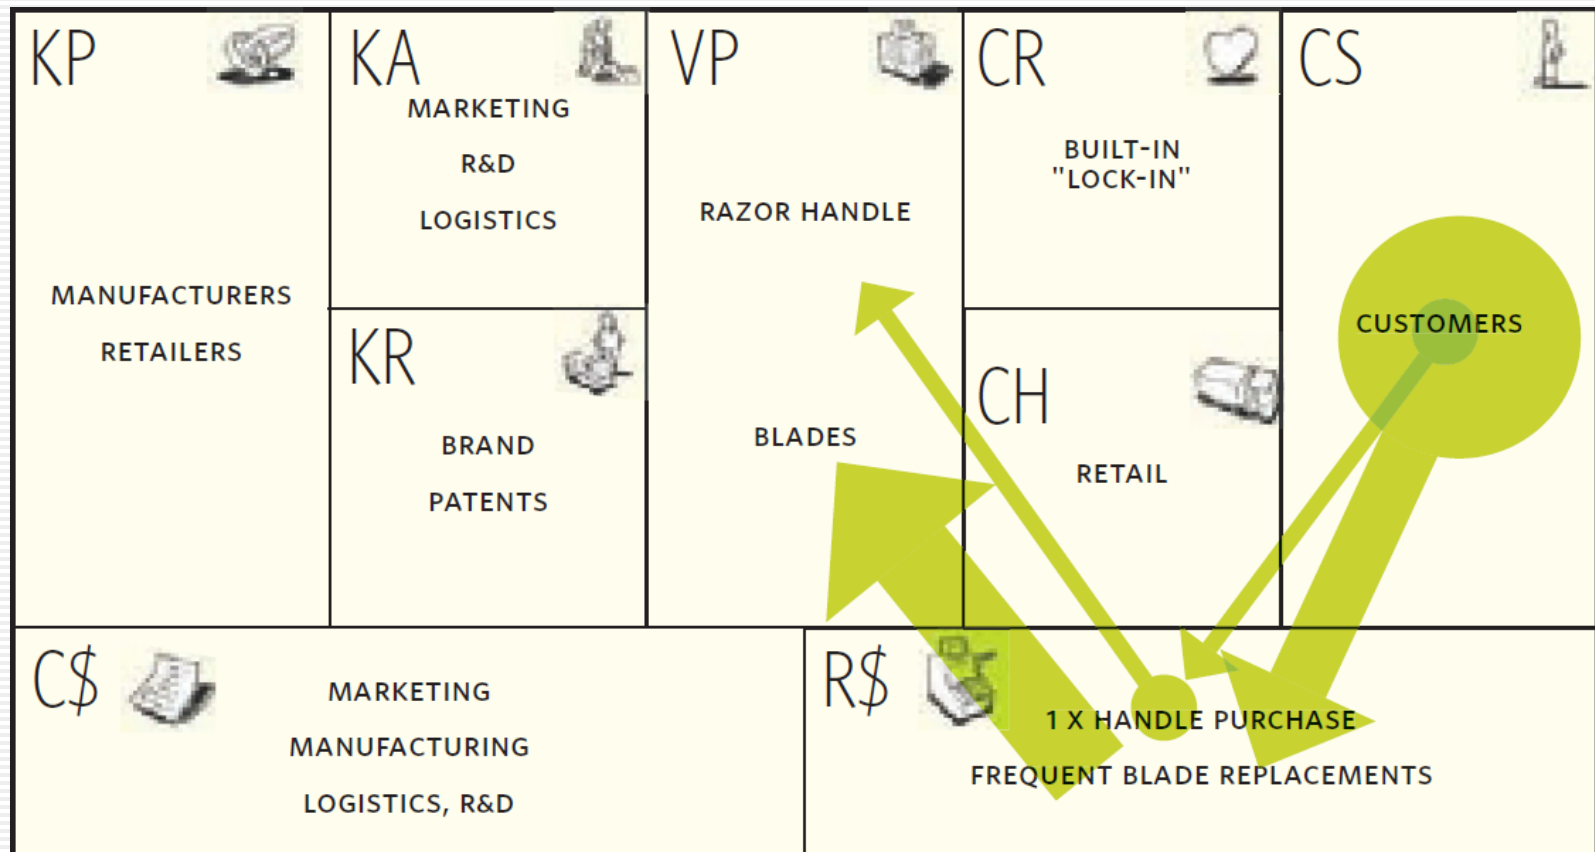 KP
MANUFACTURERS
RETAILERS
KA
MARKETING
R&D
LOGISTICS
KR
BRAND
PATENTS
VP
RAZOR HANDLE
BLADES
CR
BUILT-IN
"LOCK-IN"
CH
RETAIL
CS
CUSTOMERS
C$
MARKETING
MANUFACTURING
LOGISTICS, R&D
R$
1 X HANDLE PURCHASE
FREQUENT BLADE REPLACEMENTS